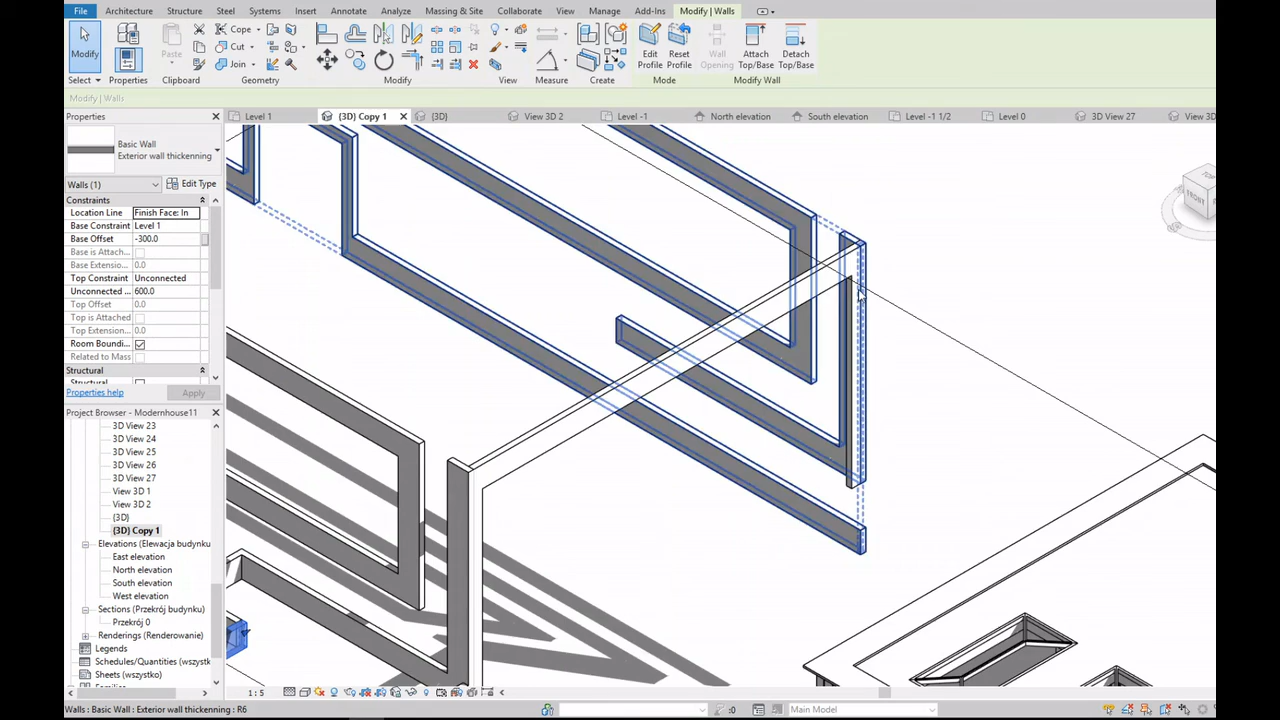 File Architecture Structure Steel Systems Insert Annotate Analyze Massing & Site Collaborate View Manage Add-Ins Modify | Walls
Modify
Properties
Paste
Cope
Cut
Join
Edit Profile
Reset Profile
Wall Opening
Attach Top/Base
Detach Top/Base
Select Properties Clipboard Geometry Modify View Measure Create Mode Modify Wall
Modify | Walls
Properties
Level 1 {3D} Copy 1 {3D} View 3D 2 Level -1 North elevation South elevation Level -1 1/2 Level 0 3D View 27 View 3D
Basic Wall
Exterior wall thickenning
Walls (1) Edit Type
Constraints
Location Line Finish Face: In
Base Constraint Level 1
Base Offset -300.0
Base is Attach...
Base Extensio... 0.0
Top Constraint Unconnected
Unconnected ... 600.0
Top Offset 0.0
Top is Attached
Top Extension... 0.0
Room Boundi...
Related to Mass
Structural
Properties help Apply
Project Browser - Modernhouse11
3D View 23
3D View 24
3D View 25
3D View 26
3D View 27
View 3D 1
View 3D 2
{3D}
{3D} Copy 1
Elevations (Elewacja budynku
East elevation
North elevation
South elevation
West elevation
Sections (Przekrój budynku)
Przekrój 0
Renderings (Renderowanie)
Legends
Schedules/Quantities (wszystk
Sheets (wszystko)
FRONT
1 : 5
Walls : Basic Wall : Exterior wall thickenning : R6
:0
Main Model